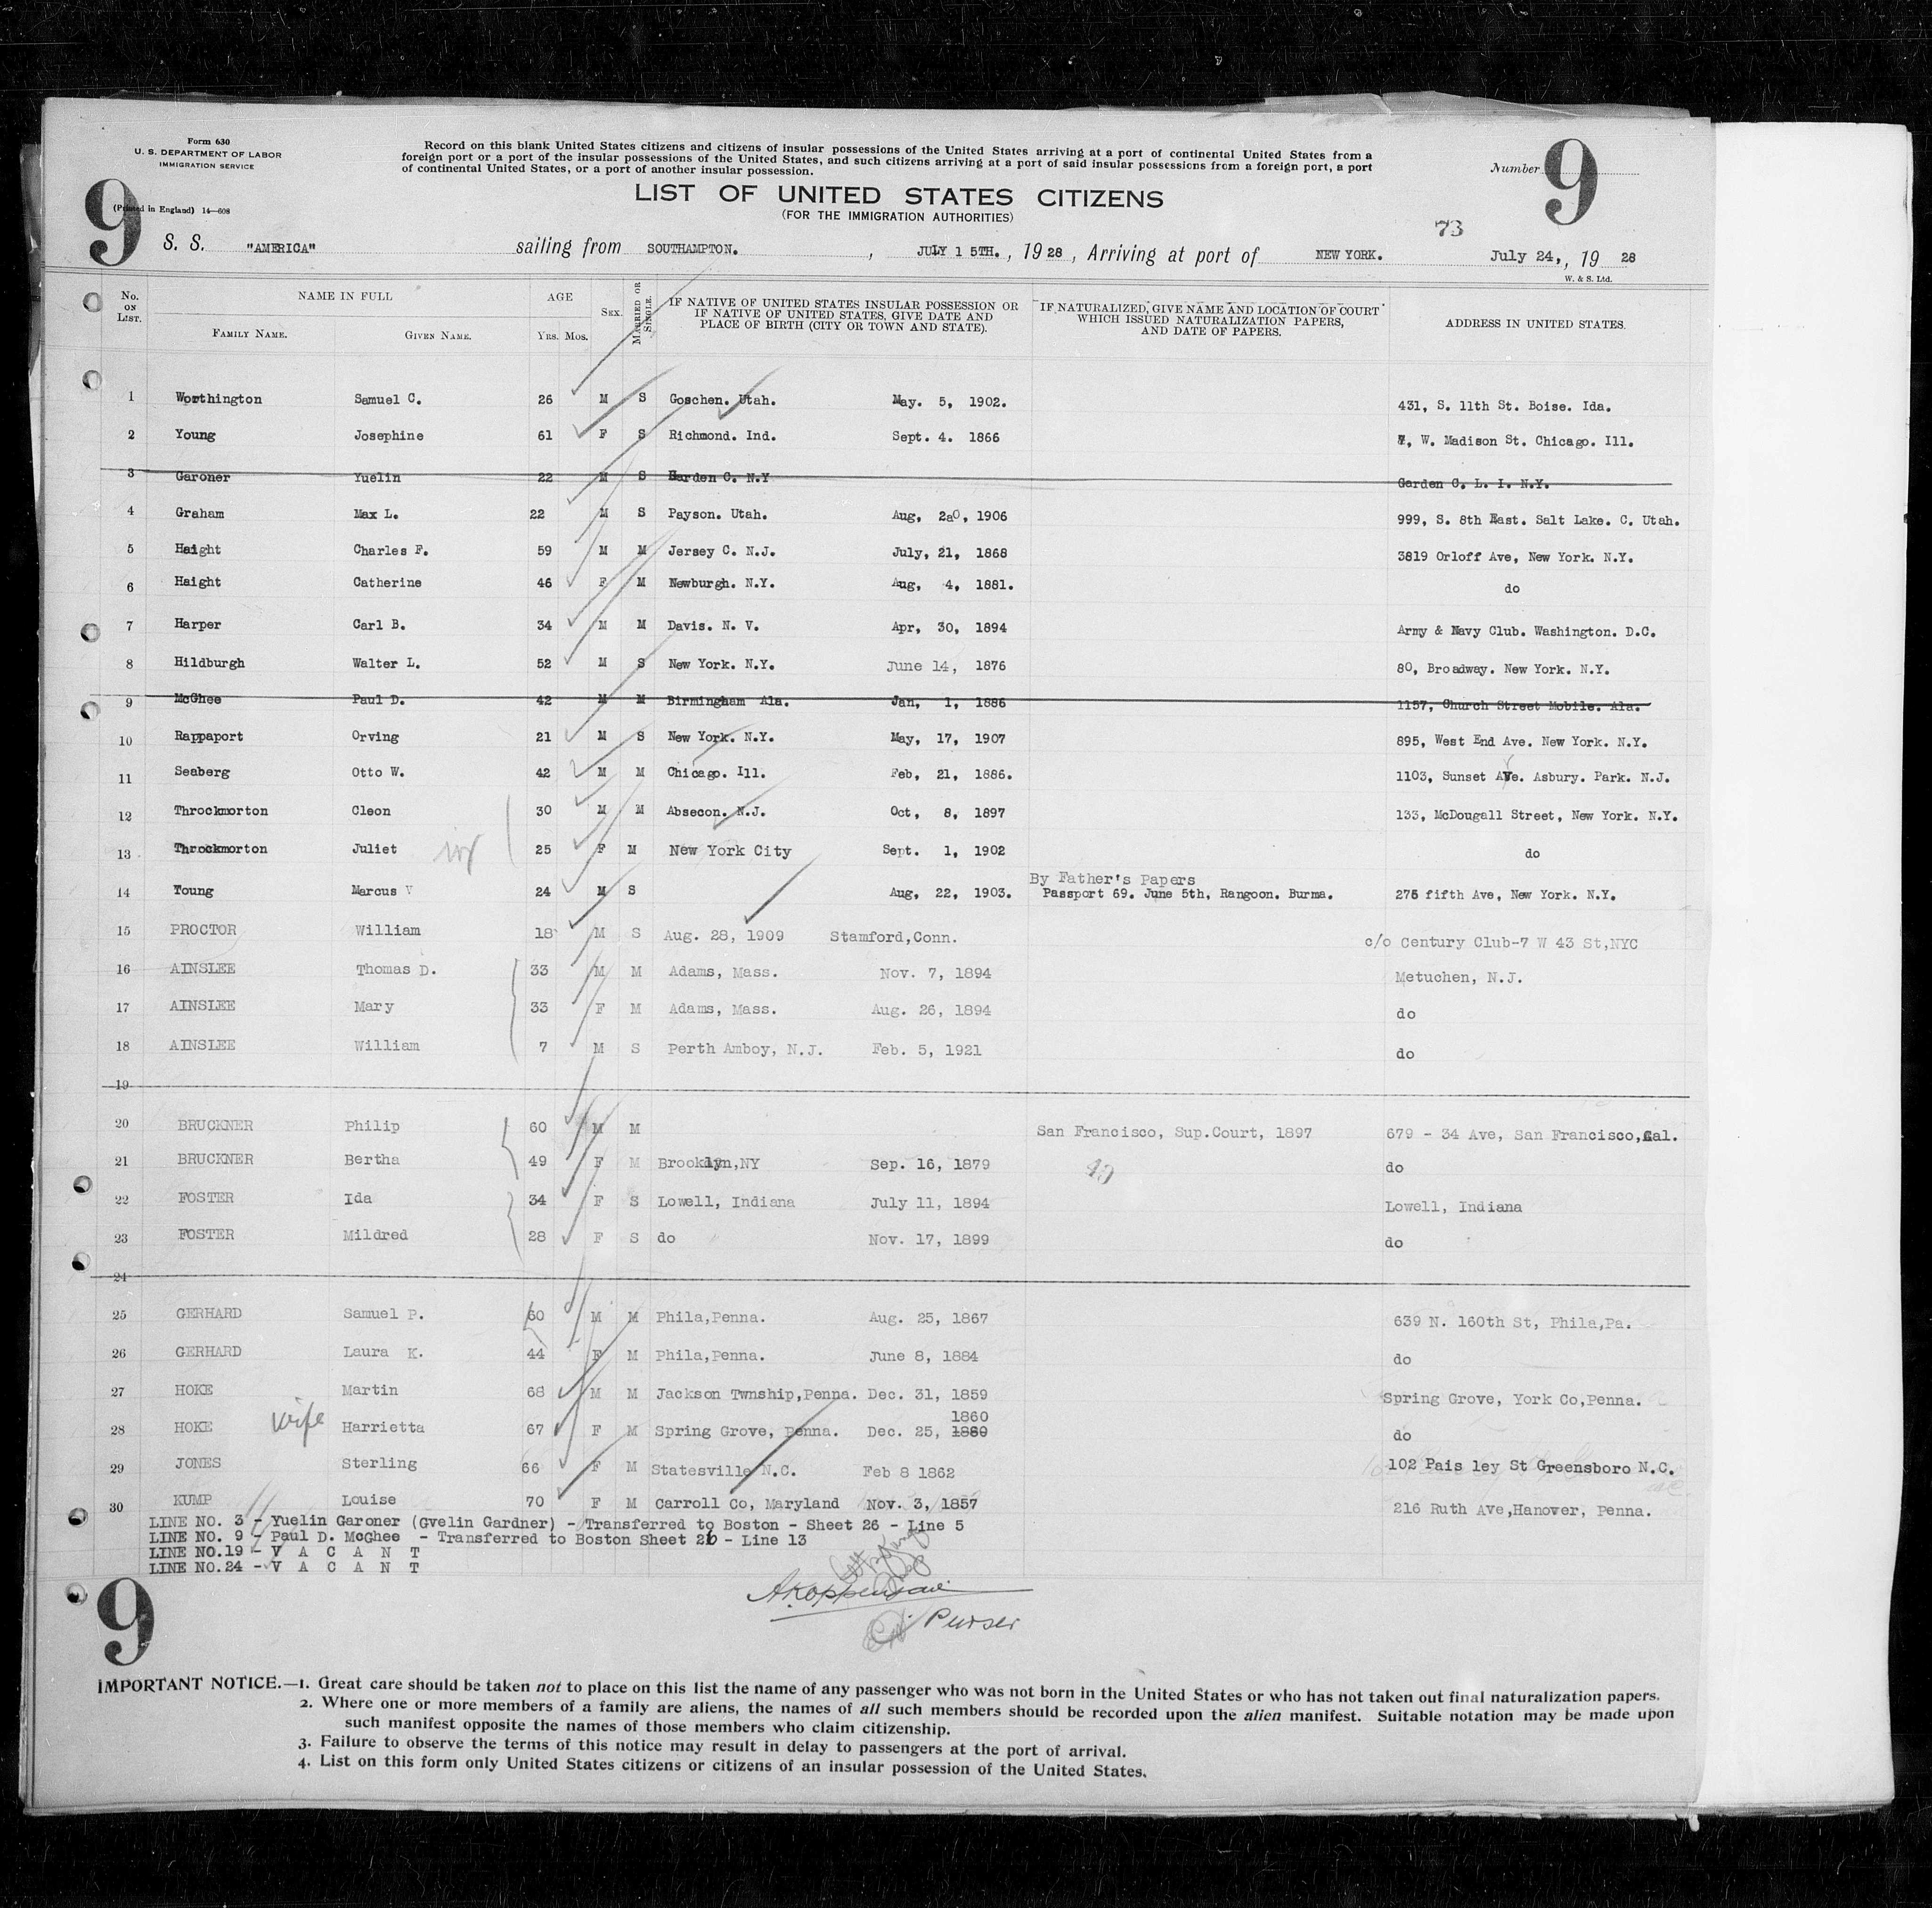 Form 630
U. S. DEPARTMENT OF LABOR
IMMIGRATION SERVICE
Record on this blank United States citizens and citizens of insular possessions of the United States arriving at a port of continental United States from a
foreign port or a port of the insular possessions of the United States, and such citizens arriving at a port of said insular possessions from a foreign port, a port
of continental United States, or a port of another insular possession.
Number 9
9
(Printed in England) 14—608
LIST OF UNITED STATES CITIZENS
(FOR THE IMMIGRATION AUTHORITIES)
73
S. S. "AMERICA" sailing from SOUTHAMPTON. , JULY 1 5TH. , 19 28 , Arriving at port of NEW YORK. July 24, , 19 28
W. & S. Ltd.
No. ON LIST. NAME IN FULL FAMILY NAME. GIVEN NAME. AGE YRS. MOS. SEX. MARRIED OR SINGLE. IF NATIVE OF UNITED STATES INSULAR POSSESSION OR IF NATIVE OF UNITED STATES, GIVE DATE AND PLACE OF BIRTH (CITY OR TOWN AND STATE). IF NATURALIZED, GIVE NAME AND LOCATION OF COURT WHICH ISSUED NATURALIZATION PAPERS, AND DATE OF PAPERS. ADDRESS IN UNITED STATES.
1 Worthington Samuel C. 26 M S Goschen. Utah. May. 5, 1902. 431, S. 11th St. Boise. Ida.
2 Young Josephine 61 F S Richmond. Ind. Sept. 4. 1866 , W. Madison St. Chicago. Ill.
3 Garoner Yuelin 22 M S Harden C. N.Y Garden C. L. I. N.Y.
4 Graham Max L. 22 M S Payson. Utah. Aug, 2a0, 1906 999, S. 8th East. Salt Lake. C. Utah.
5 Haight Charles F. 59 M M Jersey C. N.J. July, 21, 1868 3819 Orloff Ave, New York. N.Y.
6 Haight Catherine 46 F M Newburgh. N.Y. Aug, 4, 1881. do
7 Harper Carl B. 34 M M Davis. N. V. Apr, 30, 1894 Army & Navy Club. Washington. D.C.
8 Hildburgh Walter L. 52 M S New York. N.Y. June 14, 1876 80, Broadway. New York. N.Y.
9 McGhee Paul D. 42 M M Birmingham Ala. Jan, 1, 1886 1157, Church Street Mobile. Ala.
10 Rappaport Orving 21 M S New York. N.Y. May, 17, 1907 895, West End Ave. New York. N.Y.
11 Seaberg Otto W. 42 M M Chicago. Ill. Feb, 21, 1886. 1103, Sunset Ave. Asbury. Park. N.J.
12 Throckmorton Cleon 30 M M Absecon. N.J. Oct, 8, 1897 133, McDougall Street, New York. N.Y.
13 Throckmorton Juliet 25 F M New York City Sept. 1, 1902 do
14 Young Marcus V 24 M S Aug, 22, 1903. By Father's Papers Passport 69. June 5th, Rangoon. Burma. 276 fifth Ave, New York. N.Y.
15 PROCTOR William 18 M S Aug. 28, 1909 Stamford,Conn. c/o Century Club-7 W 43 St,NYC
16 AINSLEE Thomas D. 33 M M Adams, Mass. Nov. 7, 1894 Metuchen, N.J.
17 AINSLEE Mary 33 F M Adams, Mass. Aug. 26, 1894 do
18 AINSLEE William 7 M S Perth Amboy, N.J. Feb. 5, 1921 do
19
20 BRUCKNER Philip 60 M M San Francisco, Sup.Court, 1897 679 - 34 Ave, San Francisco,Cal.
21 BRUCKNER Bertha 49 F M Brooklyn,NY Sep. 16, 1879 do
22 FOSTER Ida 34 F S Lowell, Indiana July 11, 1894 Lowell, Indiana
23 FOSTER Mildred 28 F S do Nov. 17, 1899 do
24
25 GERHARD Samuel P. 60 M M Phila,Penna. Aug. 25, 1867 639 N. 160th St, Phila,Pa.
26 GERHARD Laura K. 44 F M Phila,Penna. June 8, 1884 do
27 HOKE Martin 68 M M Jackson Twnship,Penna. Dec. 31, 1859 Spring Grove, York Co,Penna.
28 HOKE wife Harrietta 67 F M Spring Grove, Penna. Dec. 25, 1880 1860 do
29 JONES Sterling 66 F M Statesville N.C. Feb 8 1862 102 Pais ley St Greensboro N.C.
30 KUMP Louise 70 F M Carroll Co, Maryland Nov. 3, 1857 216 Ruth Ave,Hanover, Penna.
LINE NO. 3 - Yuelin Garoner (Gvelin Gardner) - Transferred to Boston - Sheet 26 - Line 5
LINE NO. 9 - Paul D. McGhee - Transferred to Boston Sheet 26 - Line 13
LINE NO.19 - V A C A N T
LINE NO.24 - V A C A N T
Purser
9
IMPORTANT NOTICE.—1. Great care should be taken not to place on this list the name of any passenger who was not born in the United States or who has not taken out final naturalization papers.
2. Where one or more members of a family are aliens, the names of all such members should be recorded upon the alien manifest. Suitable notation may be made upon
such manifest opposite the names of those members who claim citizenship.
3. Failure to observe the terms of this notice may result in delay to passengers at the port of arrival.
4. List on this form only United States citizens or citizens of an insular possession of the United States.